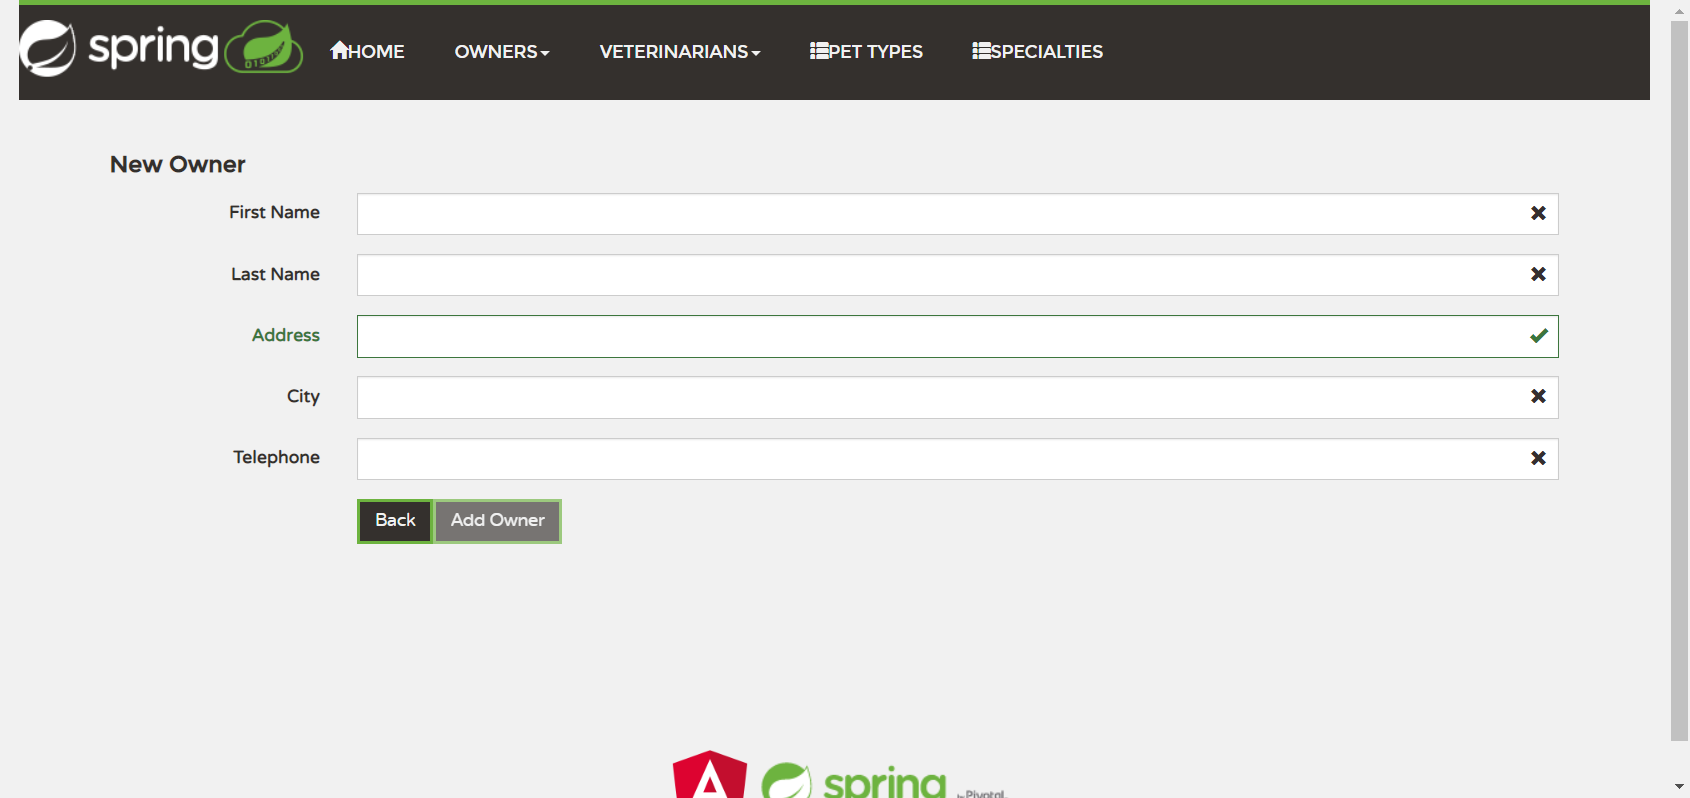 spring HOME OWNERS VETERINARIANS PET TYPES SPECIALTIES
New Owner
First Name
Last Name
Address
City
Telephone
Back Add Owner
spring by Pivotal